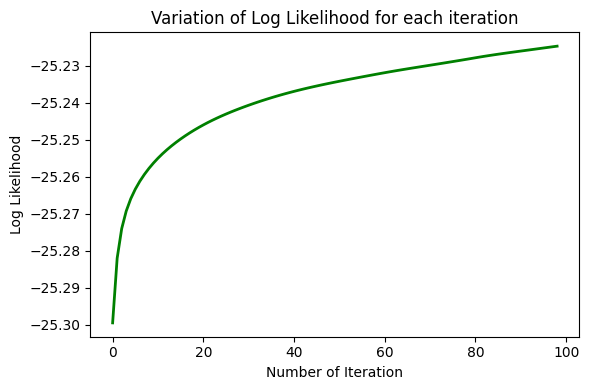 Variation of Log Likelihood for each iteration
Log Likelihood
−25.23
−25.24
−25.25
−25.26
−25.27
−25.28
−25.29
−25.30
0 20 40 60 80 100
Number of Iteration